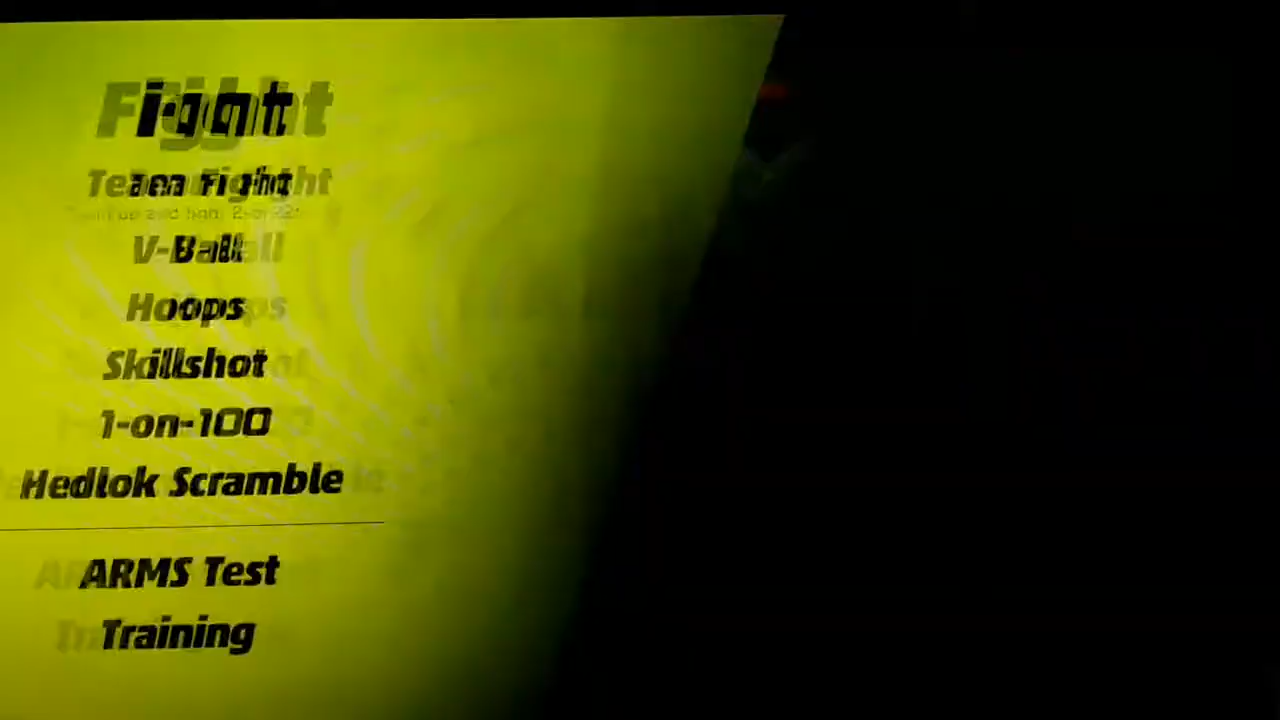 Fight
Team Fight
V-Ball
Hoops
Skillshot
1-on-100
Hedlok Scramble
ARMS Test
Training